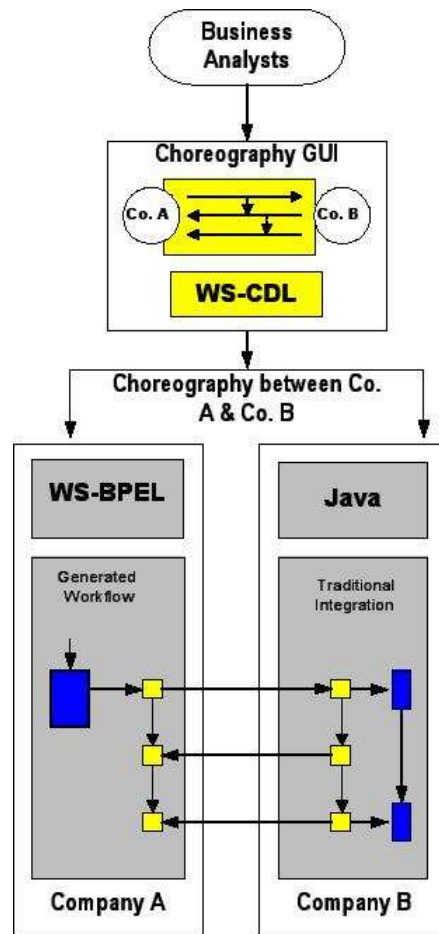 Business
Analysts
Choreography GUI
Co. A
Co. B
WS-CDL
Choreography between Co.
A & Co. B
WS-BPEL
Java
Generated
Workflow
Traditional
Integration
Company A
Company B